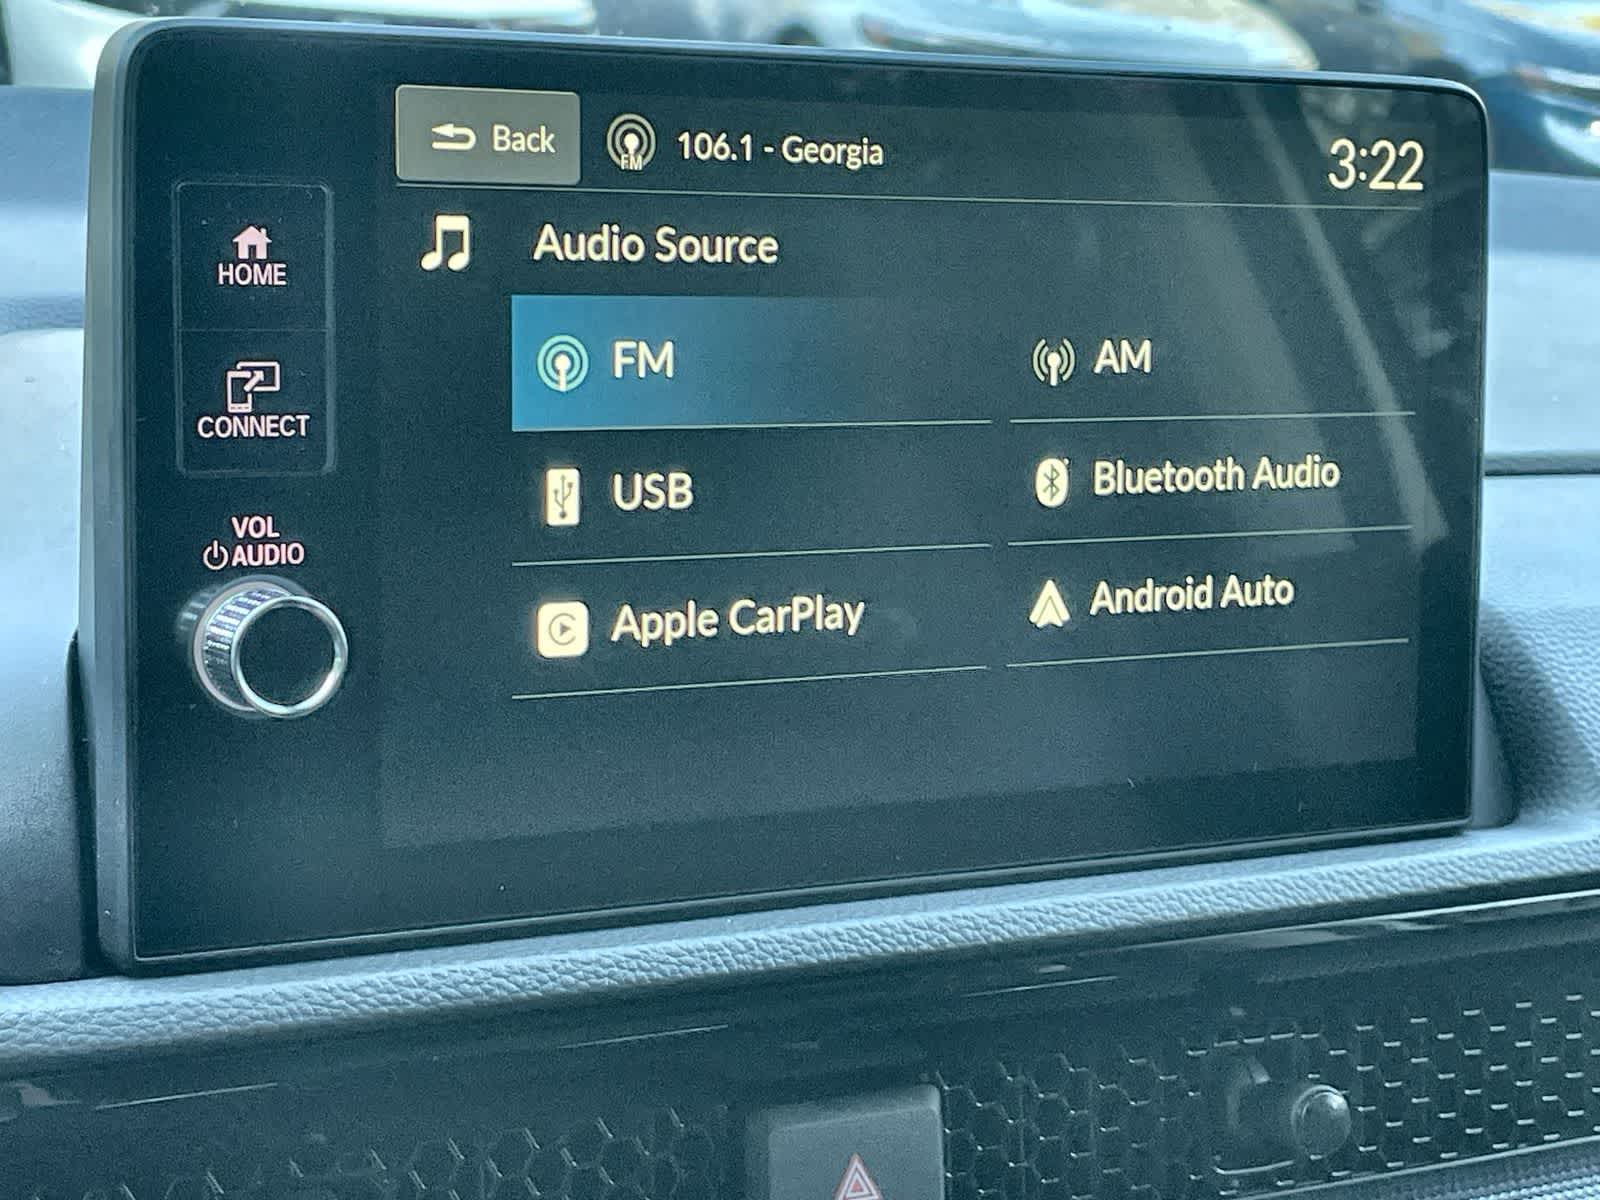 Back
FM
106.1 - Georgia
3:22
Audio Source
HOME
CONNECT
VOL
AUDIO
FM
AM
USB
Bluetooth Audio
Apple CarPlay
Android Auto